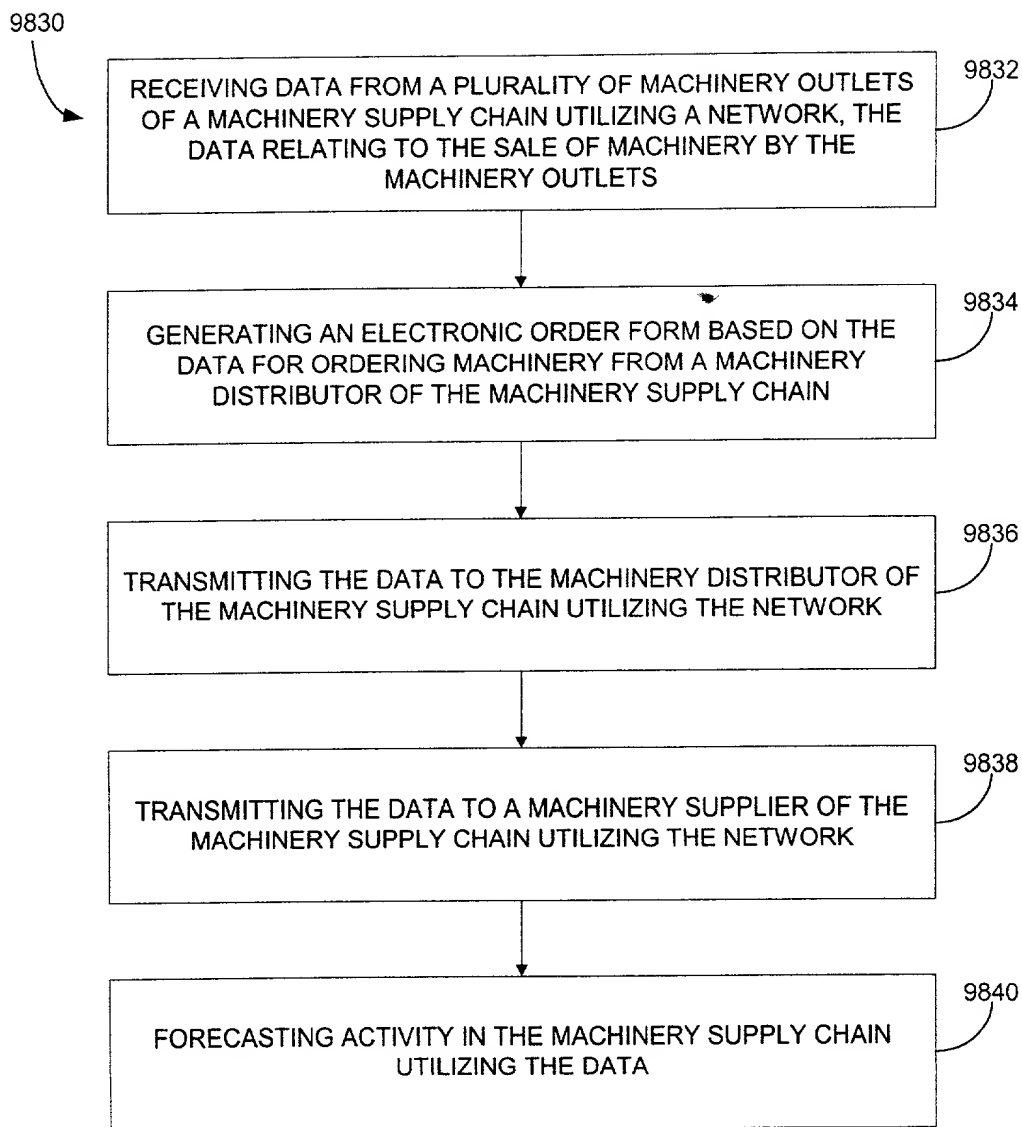 9830
9832
RECEIVING DATA FROM A PLURALITY OF MACHINERY OUTLETS
OF A MACHINERY SUPPLY CHAIN UTILIZING A NETWORK, THE
DATA RELATING TO THE SALE OF MACHINERY BY THE
MACHINERY OUTLETS
9834
GENERATING AN ELECTRONIC ORDER FORM BASED ON THE
DATA FOR ORDERING MACHINERY FROM A MACHINERY
DISTRIBUTOR OF THE MACHINERY SUPPLY CHAIN
9836
TRANSMITTING THE DATA TO THE MACHINERY DISTRIBUTOR OF
THE MACHINERY SUPPLY CHAIN UTILIZING THE NETWORK
9838
TRANSMITTING THE DATA TO A MACHINERY SUPPLIER OF THE
MACHINERY SUPPLY CHAIN UTILIZING THE NETWORK
9840
FORECASTING ACTIVITY IN THE MACHINERY SUPPLY CHAIN
UTILIZING THE DATA